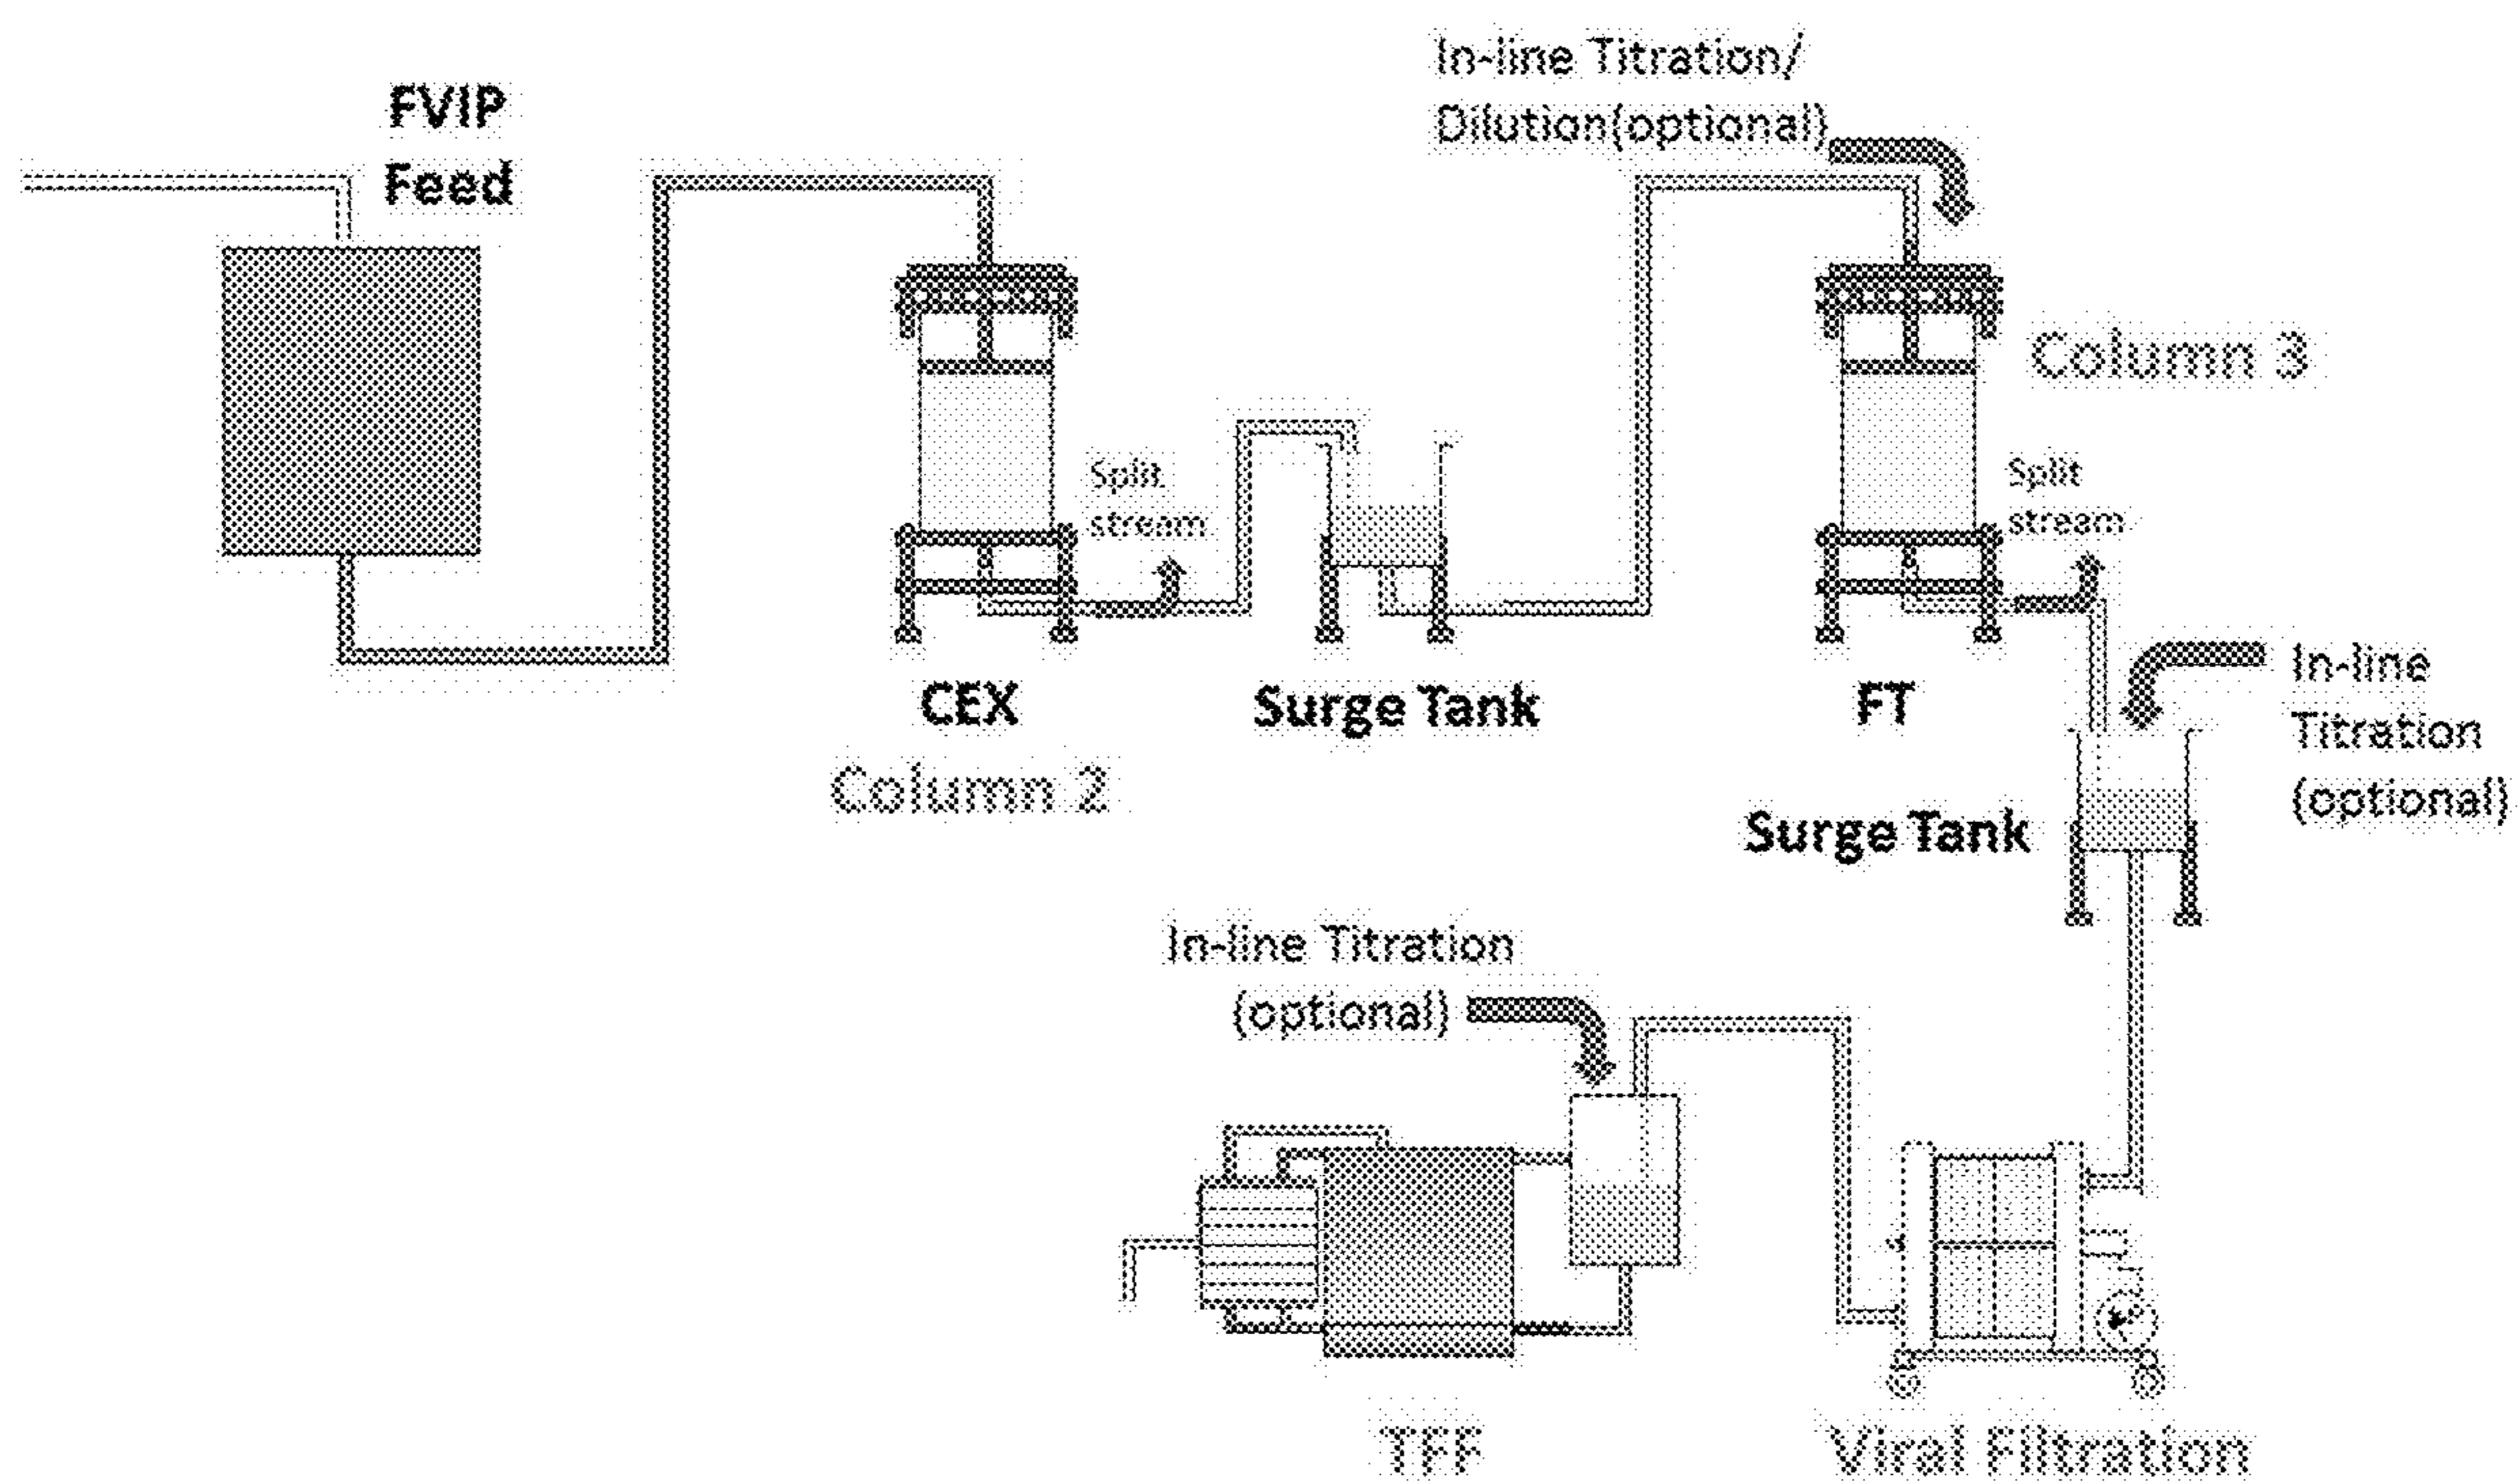 FVIP
Feed
In-line Titration/
Dilution(optional)
Column 3
Split
stream
Split
stream
CEX
Column 2
Surge Tank
FT
In-line
Titration
(optional)
Surge Tank
In-line Titration
(optional)
TFF
Viral Filtration